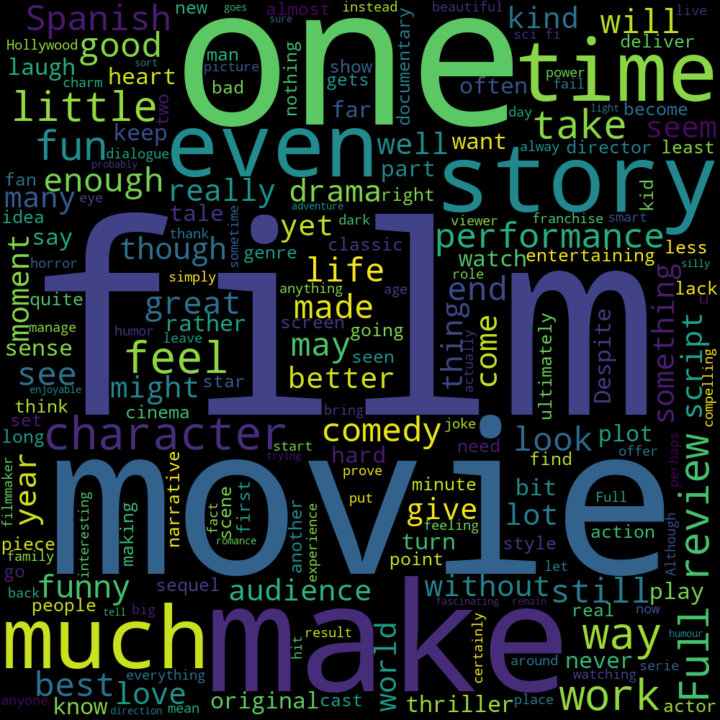 Spanish
almost
new
goes
sure
instead
beautiful
live
Hollywood
sort
sci fi
kind
will
good
man
picture
bad
nothing
show
gets
documentary
often
power
fail
deliver
one
time
laugh
charm
heart
two
far
light
become
little
keep
day
take
seem
fun
dialogue
even
well
want
alway
director
least
probably
fan
eye
enough
really
drama
right
part
story
kid
many
idea
tale
yet
dark
adventure
viewer
franchise
smart
say
thank
sometime
genre
classic
performance
less
silly
horror
though
simply
life
watch
entertaining
lack
moment
quite
great
anything
age
role
end
thing
film
manage
humor
rather
made
screen
going
come
actually
something
sense
leave
feel
may
seen
ultimately
Despite
script
compelling
see
enjoyable
might
star
better
think
cinema
bring
set
character
comedy
joke
look
plot
long
start
hard
need
find
offer
perhaps
review
Full
filmmaker
year
trying
prove
movie
narrative
put
minute
give
bit
Full
interesting
making
fact
scene
first
another
experience
feeling
lot
action
Although
piece
family
romance
point
turn
style
let
go
back
funny
sequel
audience
without
still
play
people
tell
big
fascinating
remain
real
now
humour
much
make
hit
result
world
certainly
around
way
never
serie
best
everything
love
watching
anyone
know
direction
mean
original
cast
thriller
place
work
actor